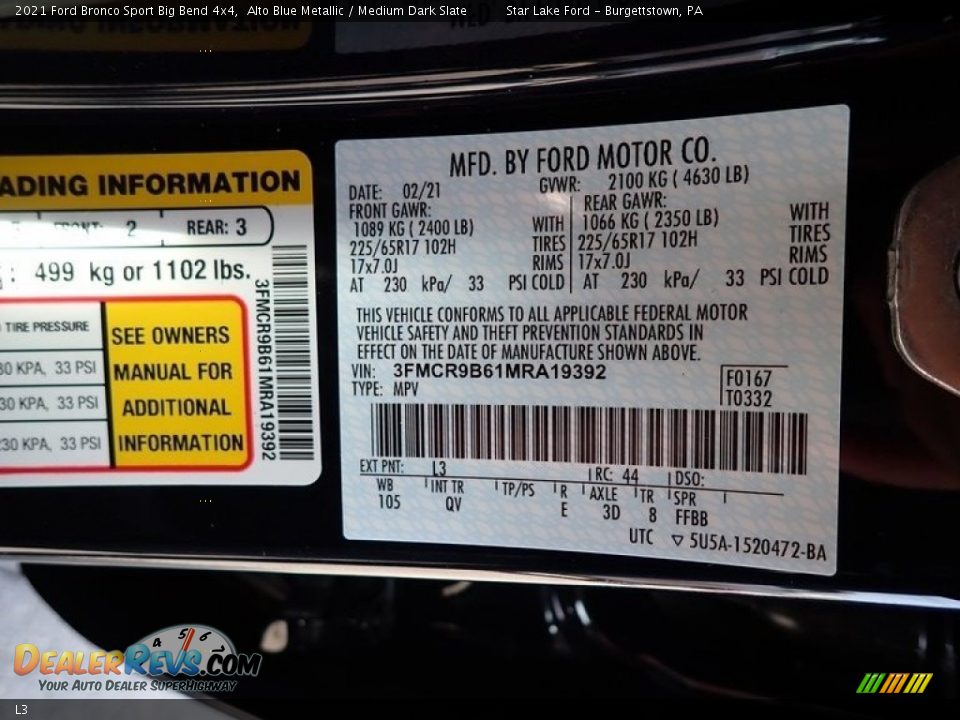 2021 Ford Bronco Sport Big Bend 4x4, Alto Blue Metallic / Medium Dark Slate Star Lake Ford - Burgettstown, PA
ADING INFORMATION
FRONT: 2 REAR: 3
: 499 kg or 1102 lbs.
TIRE PRESSURE
30 KPA, 33 PSI
30 KPA, 33 PSI
230 KPA, 33 PSI
SEE OWNERS
MANUAL FOR
ADDITIONAL
INFORMATION
3FMCR9B61MRA19392
MFD. BY FORD MOTOR CO.
DATE: 02/21 GVWR: 2100 KG ( 4630 LB)
FRONT GAWR: REAR GAWR:
1089 KG ( 2400 LB) WITH 1066 KG ( 2350 LB) WITH
225/65R17 102H TIRES 225/65R17 102H TIRES
17x7.0J RIMS 17x7.0J RIMS
AT 230 kPa/ 33 PSI COLD AT 230 kPa/ 33 PSI COLD
THIS VEHICLE CONFORMS TO ALL APPLICABLE FEDERAL MOTOR
VEHICLE SAFETY AND THEFT PREVENTION STANDARDS IN
EFFECT ON THE DATE OF MANUFACTURE SHOWN ABOVE.
VIN: 3FMCR9B61MRA19392
TYPE: MPV
F0167
T0332
EXT PNT: L3 RC: 44 DSO:
WB INT TR TP/PS R AXLE TR SPR
105 QV E 3D 8 FFBB
UTC ▽ 5U5A-1520472-BA
4 5 6
DEALERREVS.COM
YOUR AUTO DEALER SUPERHIGHWAY
L3